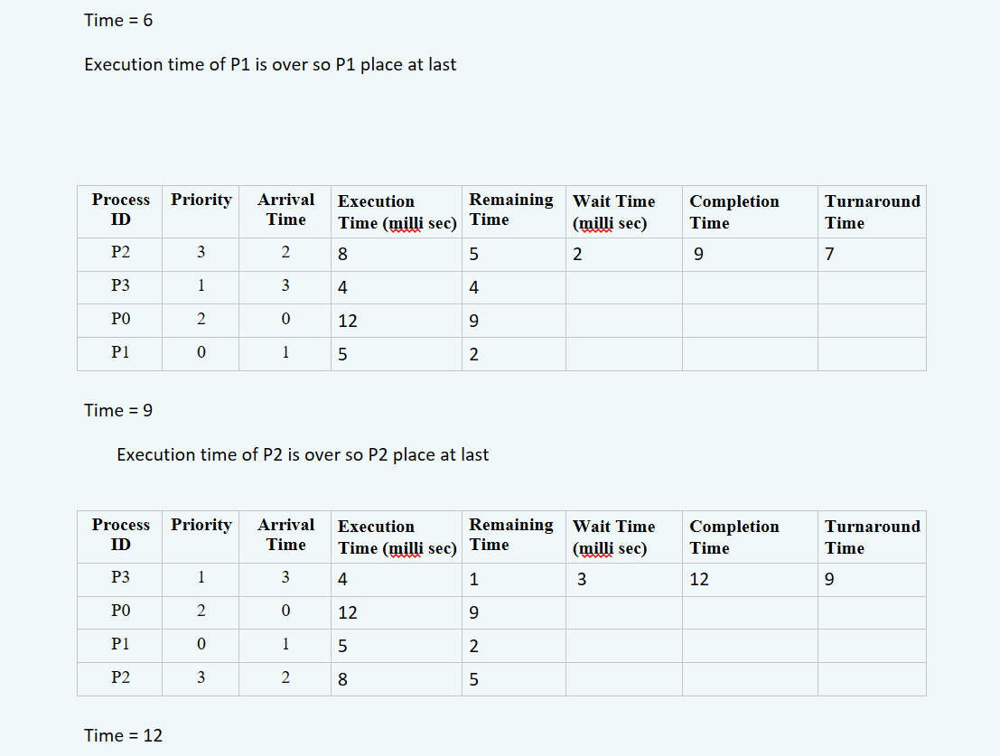 Time = 6
Execution time of P1 is over so P1 place at last
Process ID Priority Arrival Time Execution Time (milli sec) Remaining Time Wait Time (milli sec) Completion Time Turnaround Time
P2 3 2 8 5 2 9 7
P3 1 3 4 4
P0 2 0 12 9
P1 0 1 5 2
Time = 9
Execution time of P2 is over so P2 place at last
Process ID Priority Arrival Time Execution Time (milli sec) Remaining Time Wait Time (milli sec) Completion Time Turnaround Time
P3 1 3 4 1 3 12 9
P0 2 0 12 9
P1 0 1 5 2
P2 3 2 8 5
Time = 12